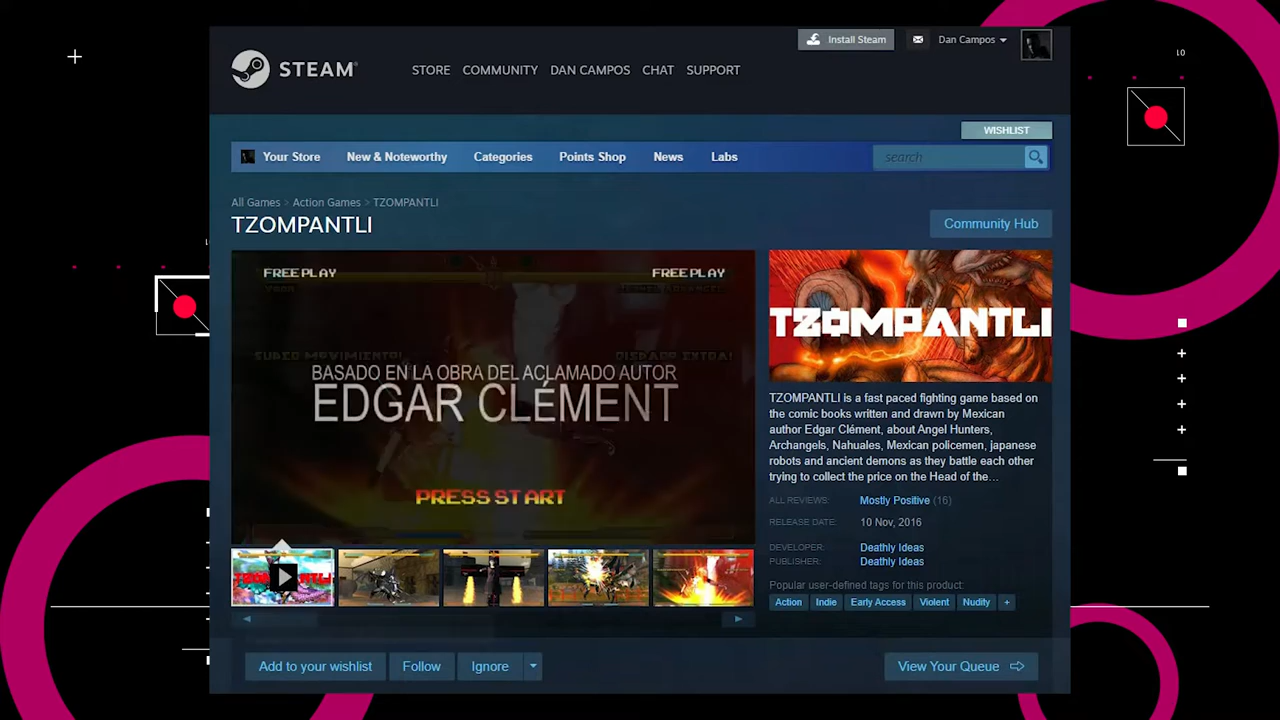 Install Steam
Dan Campos
STEAM®
STORE COMMUNITY DAN CAMPOS CHAT SUPPORT
WISHLIST
Your Store New & Noteworthy Categories Points Shop News Labs search
All Games > Action Games > TZOMPANTLI
TZOMPANTLI
Community Hub
FREE PLAY FREE PLAY
SUPER MOVIMIENTO! DISPARO EXTRA!
BASADO EN LA OBRA DEL ACLAMADO AUTOR
EDGAR CLÉMENT
PRESS START
TZOMPANTLI
TZOMPANTLI is a fast paced fighting game based on
the comic books written and drawn by Mexican
author Edgar Clément, about Angel Hunters,
Archangels, Nahuales, Mexican policemen, japanese
robots and ancient demons as they battle each other
trying to collect the price on the Head of the…
ALL REVIEWS: Mostly Positive (16)
RELEASE DATE: 10 Nov, 2016
DEVELOPER: Deathly Ideas
PUBLISHER: Deathly Ideas
Popular user-defined tags for this product:
Action Indie Early Access Violent Nudity +
Add to your wishlist Follow Ignore
View Your Queue